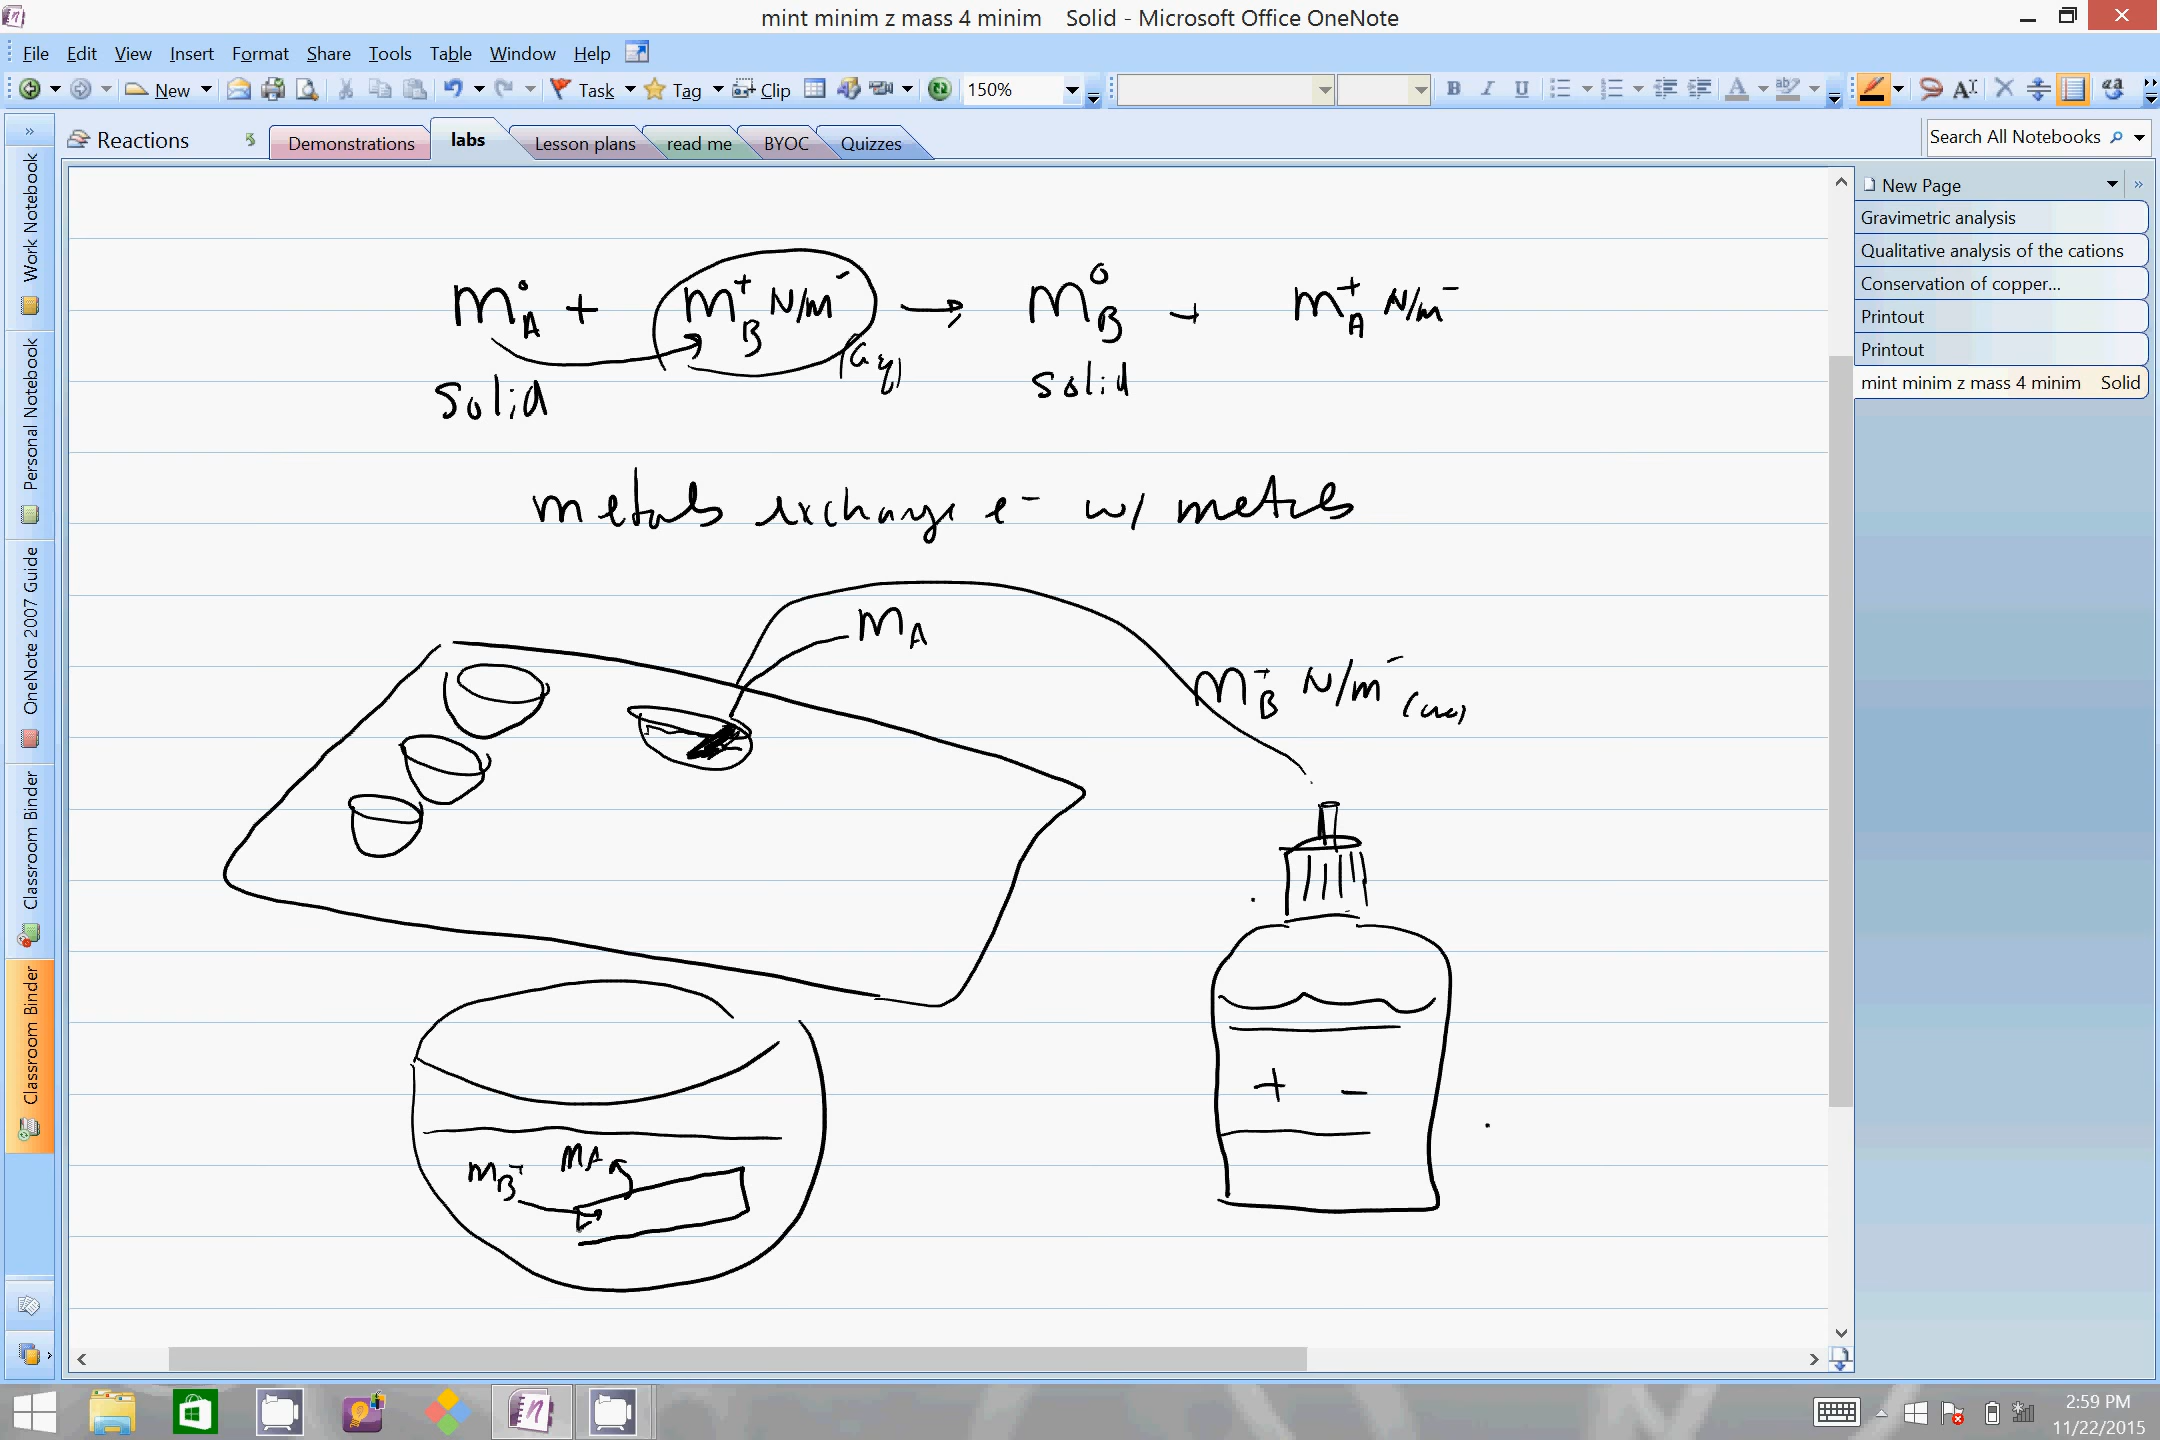 mint minim z mass 4 minim Solid - Microsoft Office OneNote
File Edit View Insert Format Share Tools Table Window Help
New Task Tag Clip 150% B I U
Reactions Demonstrations labs Lesson plans read me BYOC Quizzes Search All Notebooks
New Page
Gravimetric analysis
Qualitative analysis of the cations
Conservation of copper...
Printout
Printout
mint minim z mass 4 minim Solid
Work Notebook
Personal Notebook
OneNote 2007 Guide
Classroom Binder
Classroom Binder
M°A + M+B N/m- (aq) → M°B + M+A N/m-
Solid solid
metals exchange e- w/ metals
MA
M+B N/m-
+ -
MB+ MA
2:59 PM
11/22/2015